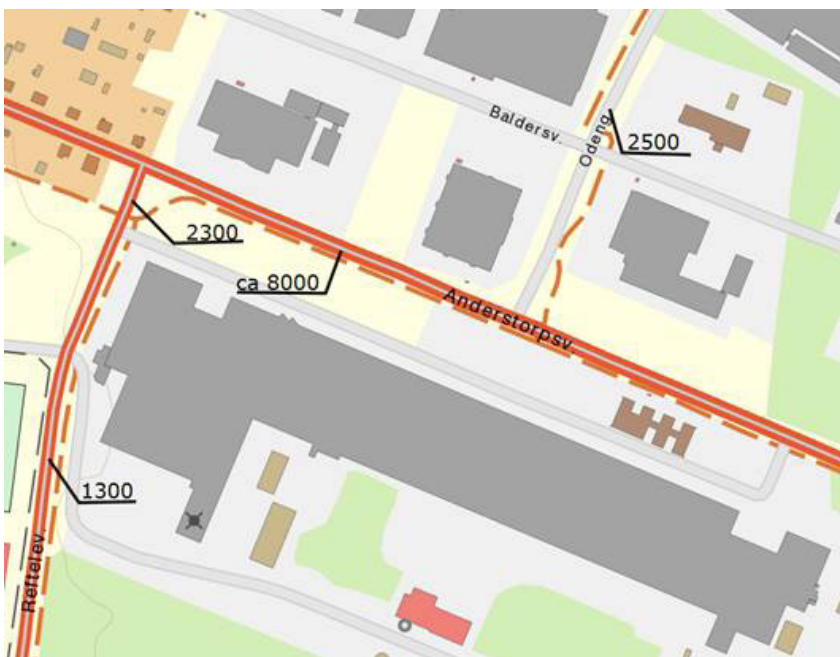 Baldersv.
Odeng.
2500
2300
ca 8000
Anderstorpsv.
1300
Reftelev.